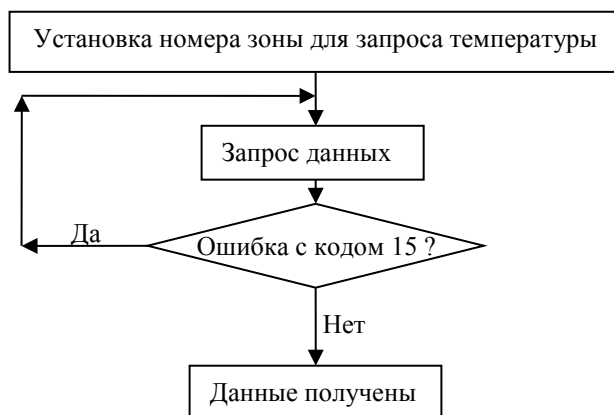 Установка номера зоны для запроса температуры
Запрос данных
Да
Ошибка с кодом 15 ?
Нет
Данные получены